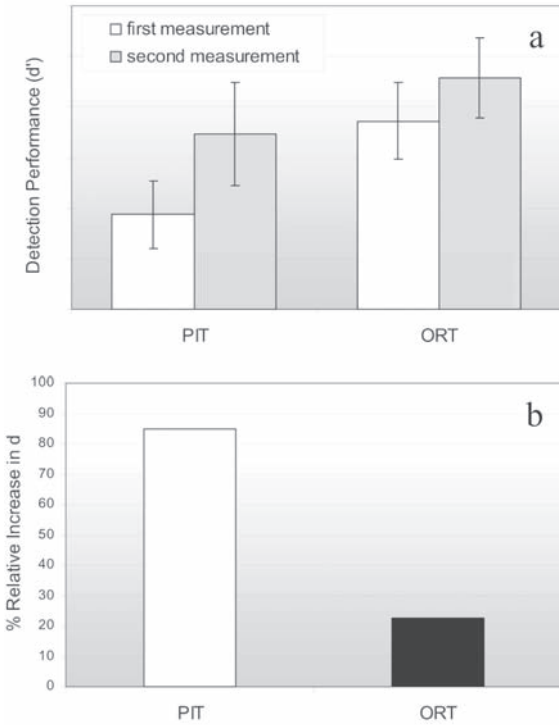 first measurement
second measurement
a
Detection Performance (d')
PIT ORT
b
% Relative Increase in d
100
90
80
70
60
50
40
30
20
10
0
PIT ORT